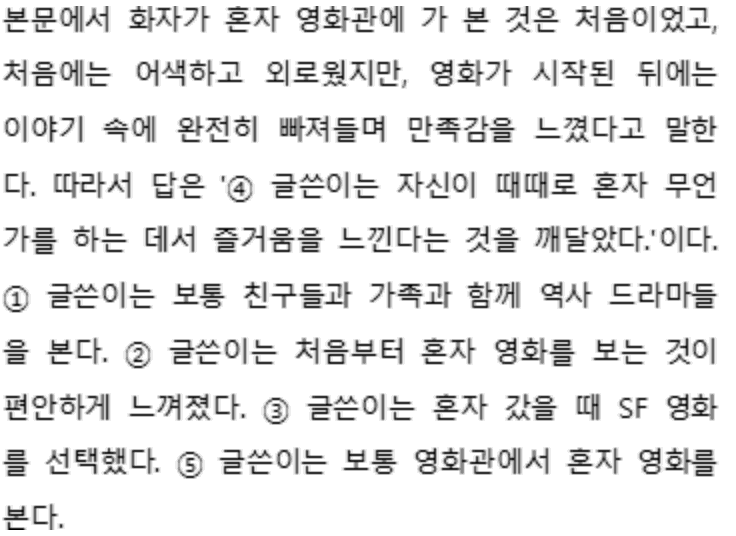 본문에서 화자가 혼자 영화관에 가 본 것은 처음이었고,
처음에는 어색하고 외로웠지만, 영화가 시작된 뒤에는
이야기 속에 완전히 빠져들며 만족감을 느꼈다고 말한
다. 따라서 답은 '④ 글쓴이는 자신이 때때로 혼자 무언
가를 하는 데서 즐거움을 느낀다는 것을 깨달았다.'이다.
① 글쓴이는 보통 친구들과 가족과 함께 역사 드라마들
을 본다. ② 글쓴이는 처음부터 혼자 영화를 보는 것이
편안하게 느껴졌다. ③ 글쓴이는 혼자 갔을 때 SF 영화
를 선택했다. ⑤ 글쓴이는 보통 영화관에서 혼자 영화를
본다.